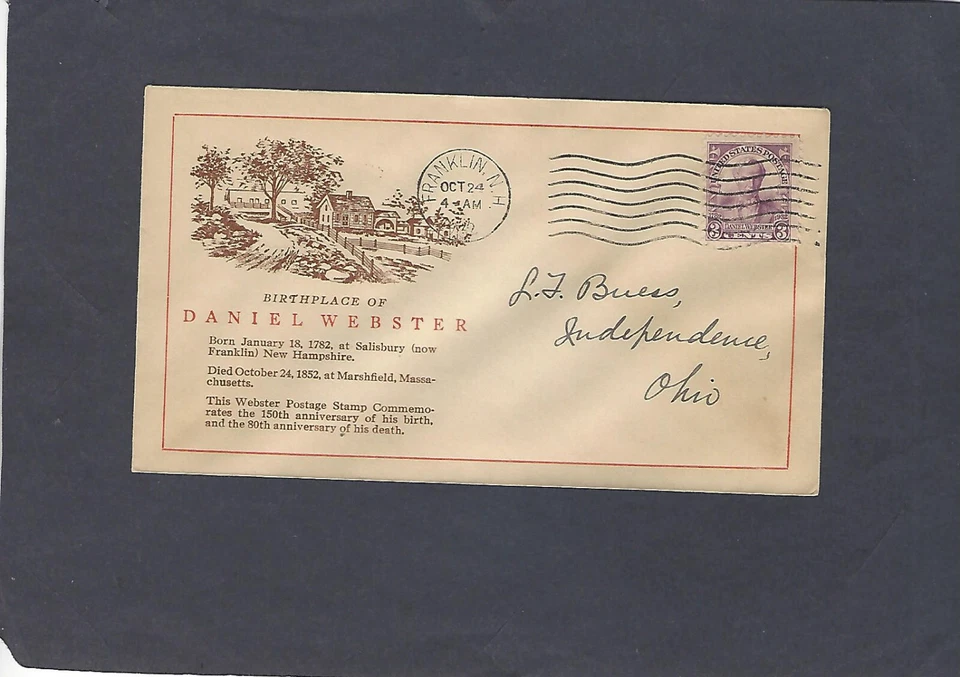 BIRTHPLACE OF
DANIEL WEBSTER
Born January 18, 1782, at Salisbury (now
Franklin) New Hampshire.
Died October 24, 1852, at Marshfield, Massa-
chusetts.
This Webster Postage Stamp Commemo-
rates the 150th anniversary of his birth,
and the 80th anniversary of his death.
FRANKLIN, N.H.
OCT 24
4-AM
UNITED STATES POSTAGE
DANIEL WEBSTER
3 CENTS 3
L.F. Buess,
Independence,
Ohio